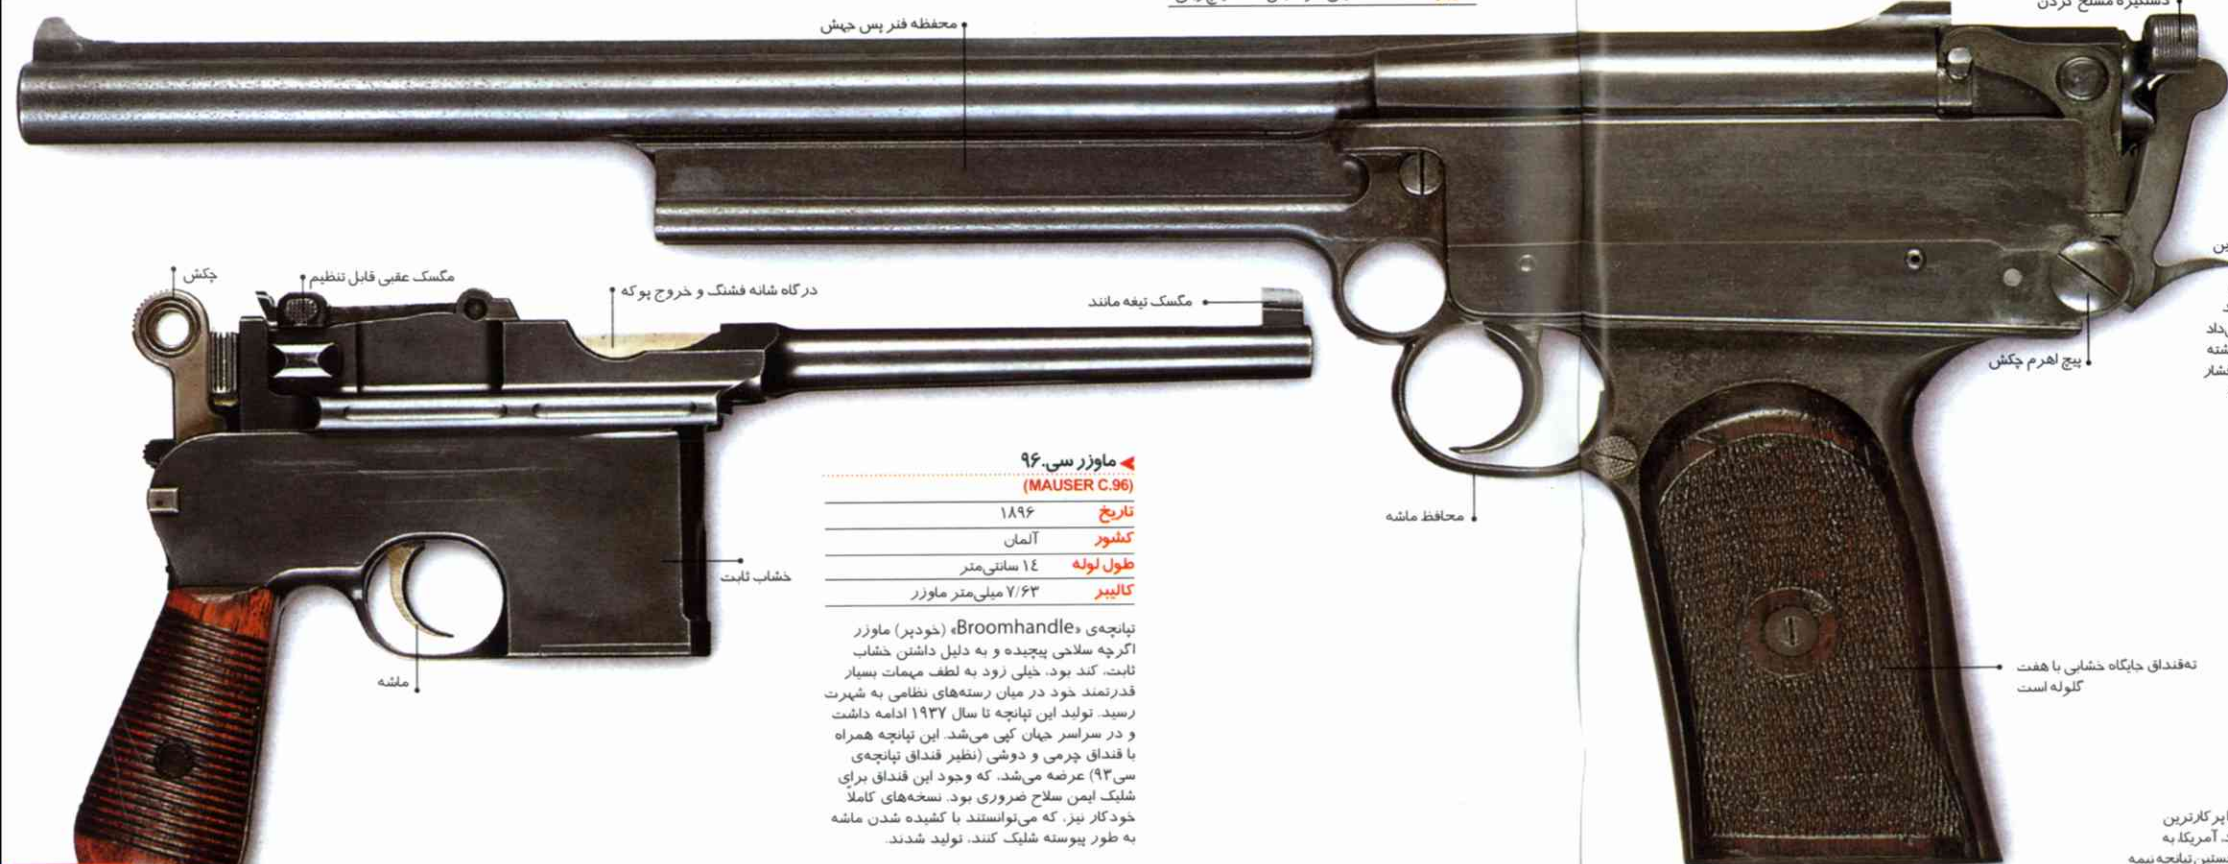 دستگیره مسلح کردن
محفظه فنر پس جهش
چکش
مگسک عقبی قابل تنظیم
درگاه شانه فشنگ و خروج پوکه
مگسک تیغه مانند
پیچ اهرم چکش
محافظ ماشه
خشاب ثابت
ماشه
ته‌قنداق جایگاه خشابی با هفت
گلوله است
ماوزر سی.۹۶
(MAUSER C.96)
تاریخ ۱۸۹۶
کشور آلمان
طول لوله ۱۴ سانتی‌متر
کالیبر ۷/۶۳ میلی‌متر ماوزر
تپانچه‌ی «Broomhandle» (خودپر) ماوزر
اگرچه سلاحی پیچیده و به دلیل داشتن خشاب
ثابت، کند بود، خیلی زود به لطف مهمات بسیار
قدرتمند خود در میان رسته‌های نظامی به شهرت
رسید. تولید این تپانچه تا سال ۱۹۳۷ ادامه داشت
و در سراسر جهان کپی می‌شد. این تپانچه همراه
با قنداق چرمی و دوشی (نظیر قنداق تپانچه‌ی
سی۹۳) عرضه می‌شد، که وجود این قنداق برای
شلیک ایمن سلاح ضروری بود. نسخه‌های کاملاً
خودکار نیز، که می‌توانستند با کشیده شدن ماشه
به طور پیوسته شلیک کنند، تولید شدند.
آمریکا به
تپانچه نیمه